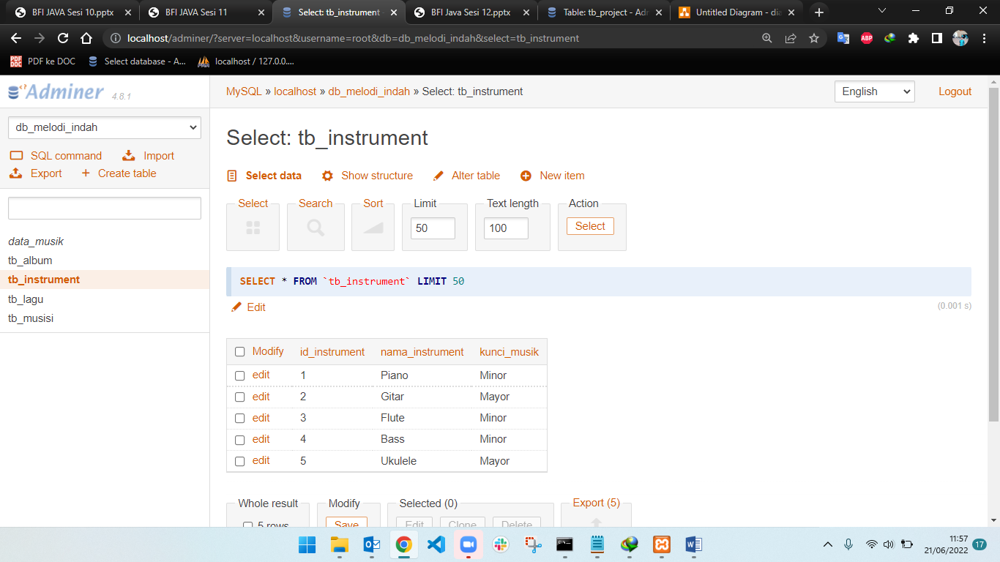 BFI JAVA Sesi 10.pptx
BFI JAVA Sesi 11
Select: tb_instrument -
BFI JAVA Sesi 12.pptx
Table: tb_project - Adr
Untitled Diagram - dia
localhost/adminer/?server=localhost&username=root&db=db_melodi_indah&select=tb_instrument
ABP
PDF DOC PDF ke DOC
Select database - A...
localhost / 127.0.0....
Adminer 4.8.1
MySQL » localhost » db_melodi_indah » Select: tb_instrument
English
Logout
db_melodi_indah
SQL command Import
Export + Create table
data_musik
tb_album
tb_instrument
tb_lagu
tb_musisi
Select: tb_instrument
Select data Show structure Alter table New item
Select Search Sort Limit Text length Action
50 100 Select
SELECT * FROM `tb_instrument` LIMIT 50
Edit (0.001 s)
Modify id_instrument nama_instrument kunci_musik
edit 1 Piano Minor
edit 2 Gitar Mayor
edit 3 Flute Minor
edit 4 Bass Minor
edit 5 Ukulele Mayor
Whole result Modify Selected (0) Export (5)
5 rows Save Edit Clone Delete
11:57
21/06/2022 17